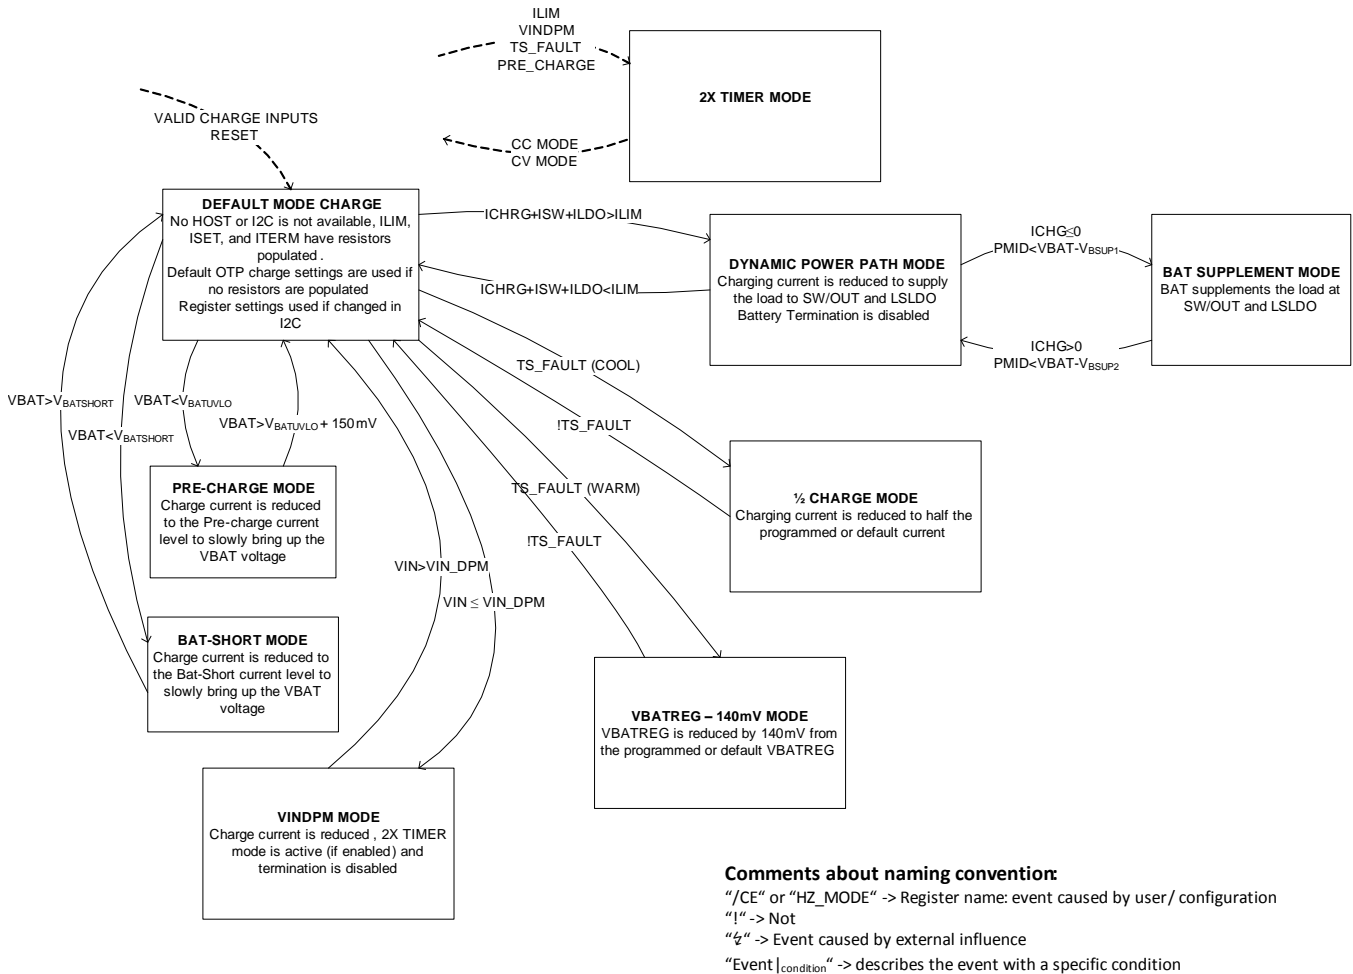 ILIM
VINDPM
TS_FAULT
PRE_CHARGE
2X TIMER MODE
VALID CHARGE INPUTS
RESET
CC MODE
CV MODE
DEFAULT MODE CHARGE
No HOST or I2C is not available, ILIM,
ISET, and ITERM have resistors
populated .
Default OTP charge settings are used if
no resistors are populated
Register settings used if changed in
I2C
ICHRG+ISW+ILDO>ILIM
ICHRG+ISW+ILDO<ILIM
DYNAMIC POWER PATH MODE
Charging current is reduced to supply
the load to SW/OUT and LSLDO
Battery Termination is disabled
ICHG≤0
PMID<VBAT-VBSUP1
ICHG>0
PMID<VBAT-VBSUP2
BAT SUPPLEMENT MODE
BAT supplements the load at
SW/OUT and LSLDO
TS_FAULT (COOL)
!TS_FAULT
VBAT>VBATSHORT
VBAT<VBATUVLO
VBAT>VBATUVLO + 150mV
VBAT<VBATSHORT
PRE-CHARGE MODE
Charge current is reduced
to the Pre-charge current
level to slowly bring up the
VBAT voltage
TS_FAULT (WARM)
!TS_FAULT
½ CHARGE MODE
Charging current is reduced to half the
programmed or default current
VIN>VIN_DPM
VIN ≤ VIN_DPM
BAT-SHORT MODE
Charge current is reduced to
the Bat-Short current level to
slowly bring up the VBAT
voltage
VBATREG – 140mV MODE
VBATREG is reduced by 140mV from
the programmed or default VBATREG
VINDPM MODE
Charge current is reduced , 2X TIMER
mode is active (if enabled) and
termination is disabled
Comments about naming convention:
“/CE“ or “HZ_MODE“ -> Register name: event caused by user/ configuration
“!“ -> Not
“↯“ -> Event caused by external influence
“Event|condition“ -> describes the event with a specific condition